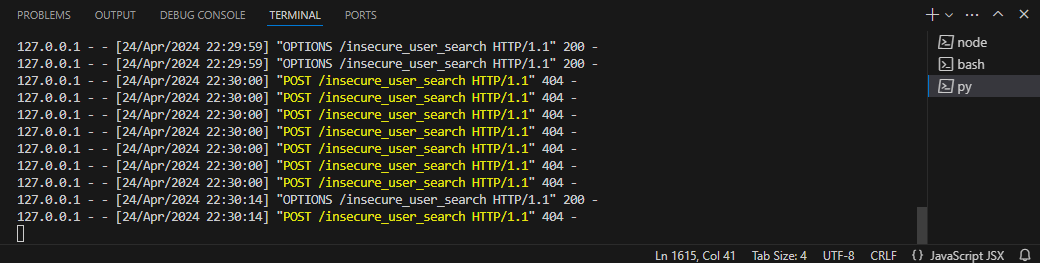 PROBLEMS OUTPUT DEBUG CONSOLE TERMINAL PORTS
127.0.0.1 - - [24/Apr/2024 22:29:59] "OPTIONS /insecure_user_search HTTP/1.1" 200 -
127.0.0.1 - - [24/Apr/2024 22:29:59] "OPTIONS /insecure_user_search HTTP/1.1" 200 -
127.0.0.1 - - [24/Apr/2024 22:30:00] "POST /insecure_user_search HTTP/1.1" 404 -
127.0.0.1 - - [24/Apr/2024 22:30:00] "POST /insecure_user_search HTTP/1.1" 404 -
127.0.0.1 - - [24/Apr/2024 22:30:00] "POST /insecure_user_search HTTP/1.1" 404 -
127.0.0.1 - - [24/Apr/2024 22:30:00] "POST /insecure_user_search HTTP/1.1" 404 -
127.0.0.1 - - [24/Apr/2024 22:30:00] "POST /insecure_user_search HTTP/1.1" 404 -
127.0.0.1 - - [24/Apr/2024 22:30:00] "POST /insecure_user_search HTTP/1.1" 404 -
127.0.0.1 - - [24/Apr/2024 22:30:00] "POST /insecure_user_search HTTP/1.1" 404 -
127.0.0.1 - - [24/Apr/2024 22:30:14] "OPTIONS /insecure_user_search HTTP/1.1" 200 -
127.0.0.1 - - [24/Apr/2024 22:30:14] "POST /insecure_user_search HTTP/1.1" 404 -
node
bash
py
Ln 1615, Col 41 Tab Size: 4 UTF-8 CRLF {} JavaScript JSX